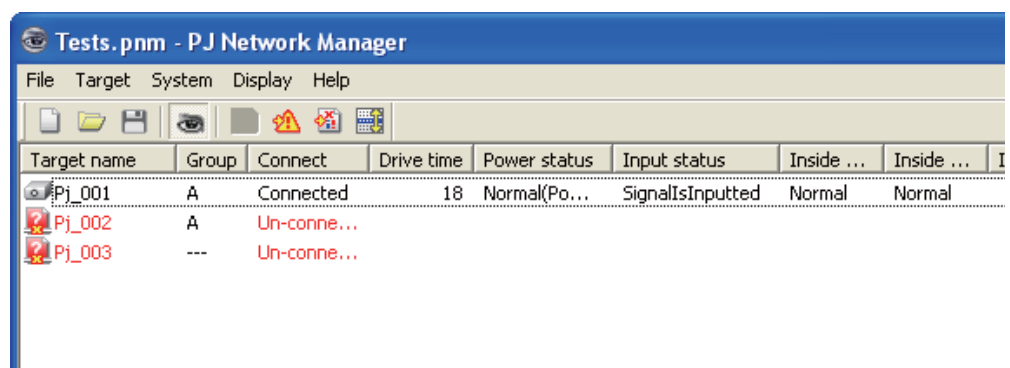 Tests.pnm - PJ Network Manager
File Target System Display Help
Target name Group Connect Drive time Power status Input status Inside ... Inside ... I
Pj_001 A Connected 18 Normal(Po... SignalIsInputted Normal Normal
Pj_002 A Un-conne...
Pj_003 --- Un-conne...